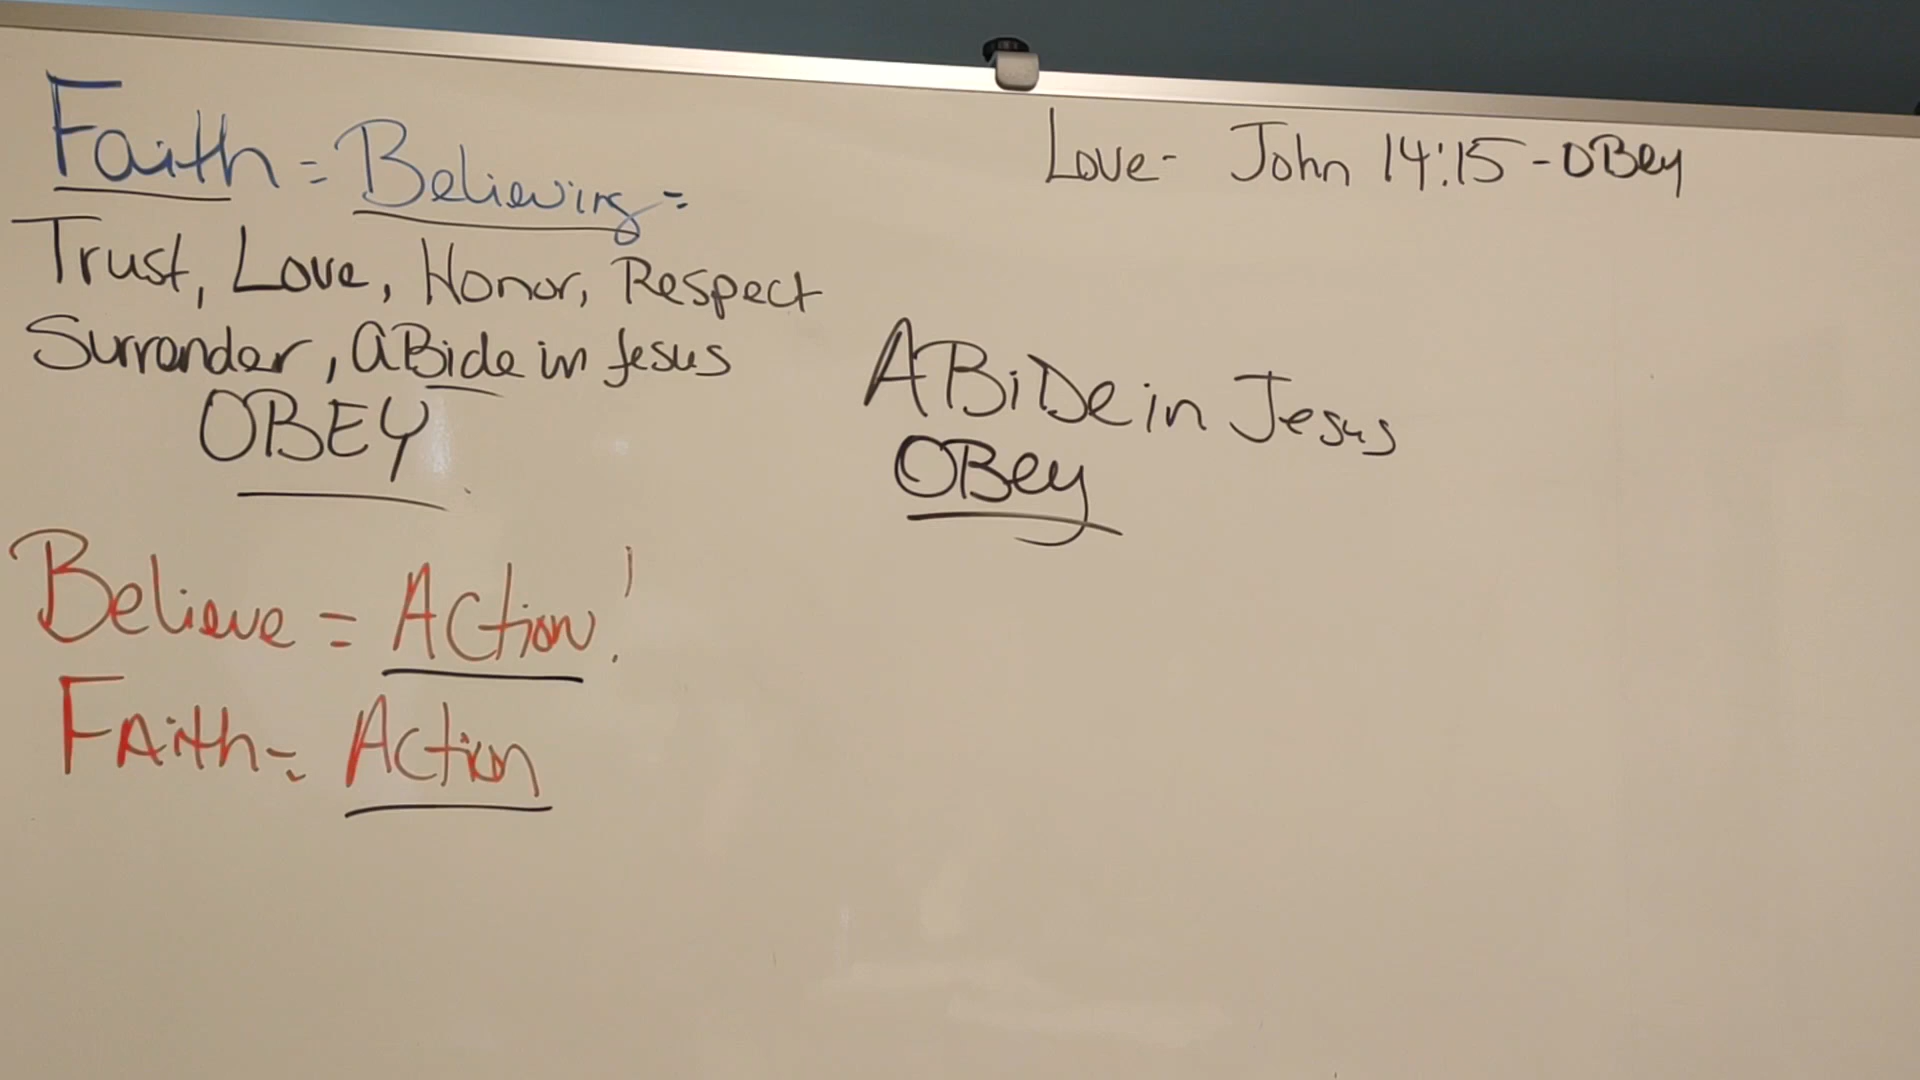 Faith = Believing =
Trust, Love, Honor, Respect
Surrander, aBide in Jesus
OBEY
Believe = Action!
FAith = Action
Love - John 14:15 - OBey
ABiDe in Jesus
OBey